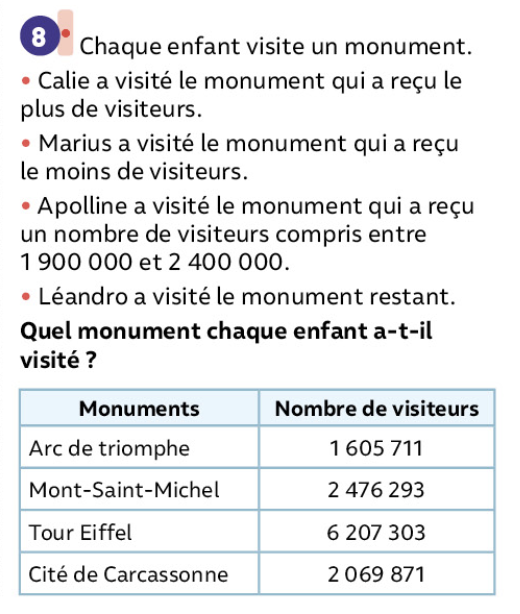 8 Chaque enfant visite un monument.
• Calie a visité le monument qui a reçu le
plus de visiteurs.
• Marius a visité le monument qui a reçu
le moins de visiteurs.
• Apolline a visité le monument qui a reçu
un nombre de visiteurs compris entre
1 900 000 et 2 400 000.
• Léandro a visité le monument restant.
Quel monument chaque enfant a-t-il
visité ?
Monuments Nombre de visiteurs
Arc de triomphe 1 605 711
Mont-Saint-Michel 2 476 293
Tour Eiffel 6 207 303
Cité de Carcassonne 2 069 871